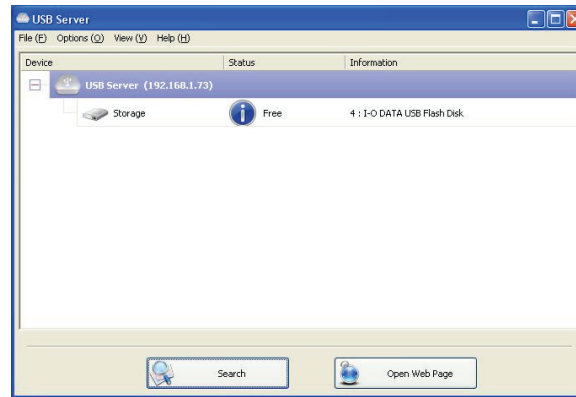 USB Server
File (F) Options (O) View (V) Help (H)
Device Status Information
USB Server (192.168.1.73)
Storage Free 4 : I-O DATA USB Flash Disk
Search Open Web Page